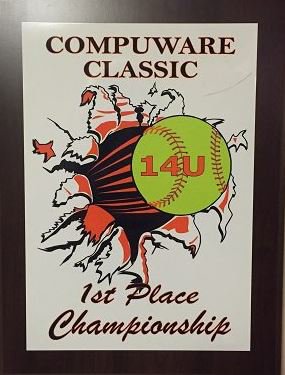 COMPUWARE
CLASSIC
14U
1st Place
Championship